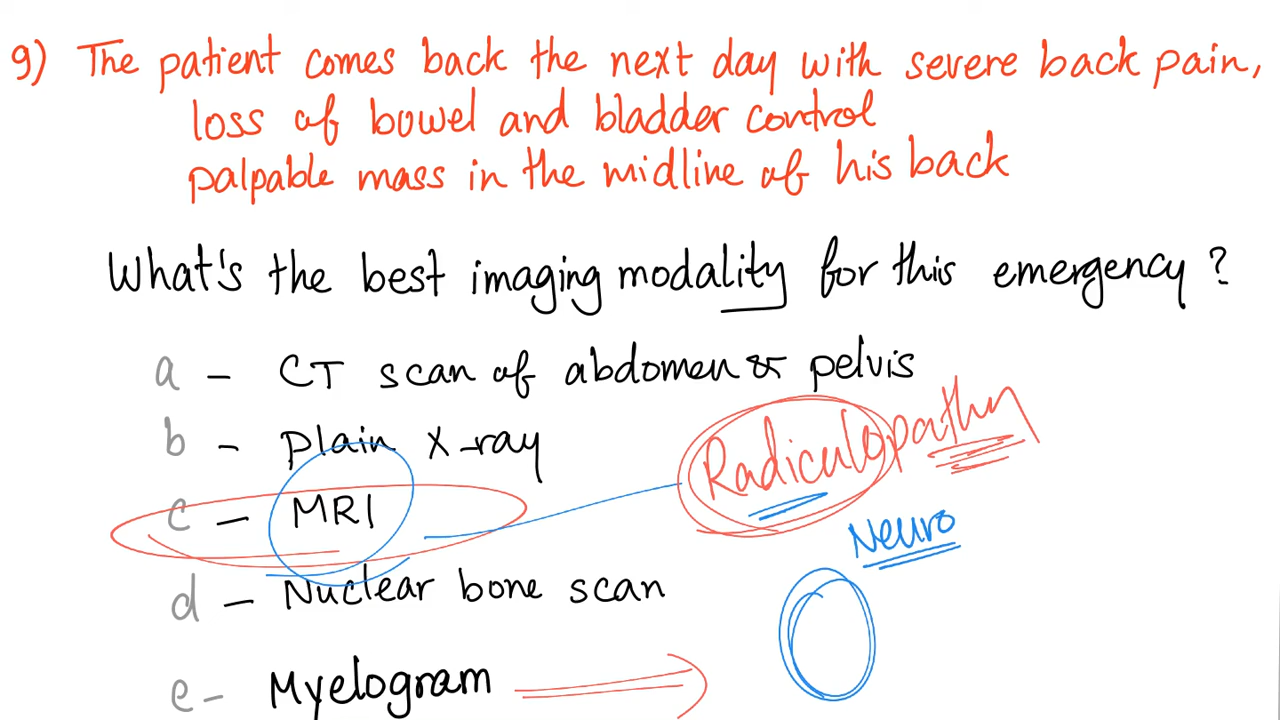 9) The patient comes back the next day with severe back pain,
loss of bowel and bladder control
palpable mass in the midline of his back
What's the best imaging modality for this emergency?
a - CT scan of abdomen & pelvis
b - plain X-ray
c - MRI
Radiculopathy
Neuro
d - Nuclear bone scan
e- Myelogram